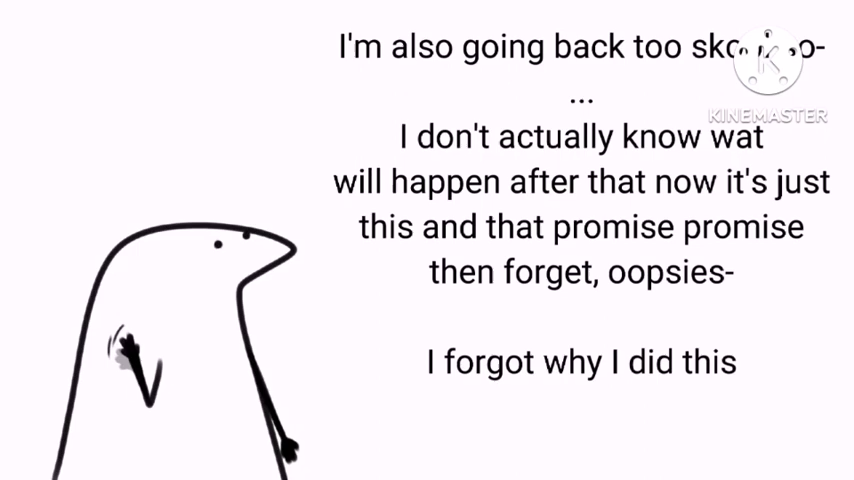 I'm also going back too
...
I don't actually know wat
will happen after that now it's just
this and that promise promise
then forget, oopsies-
I forgot why I did this
KINEMASTER